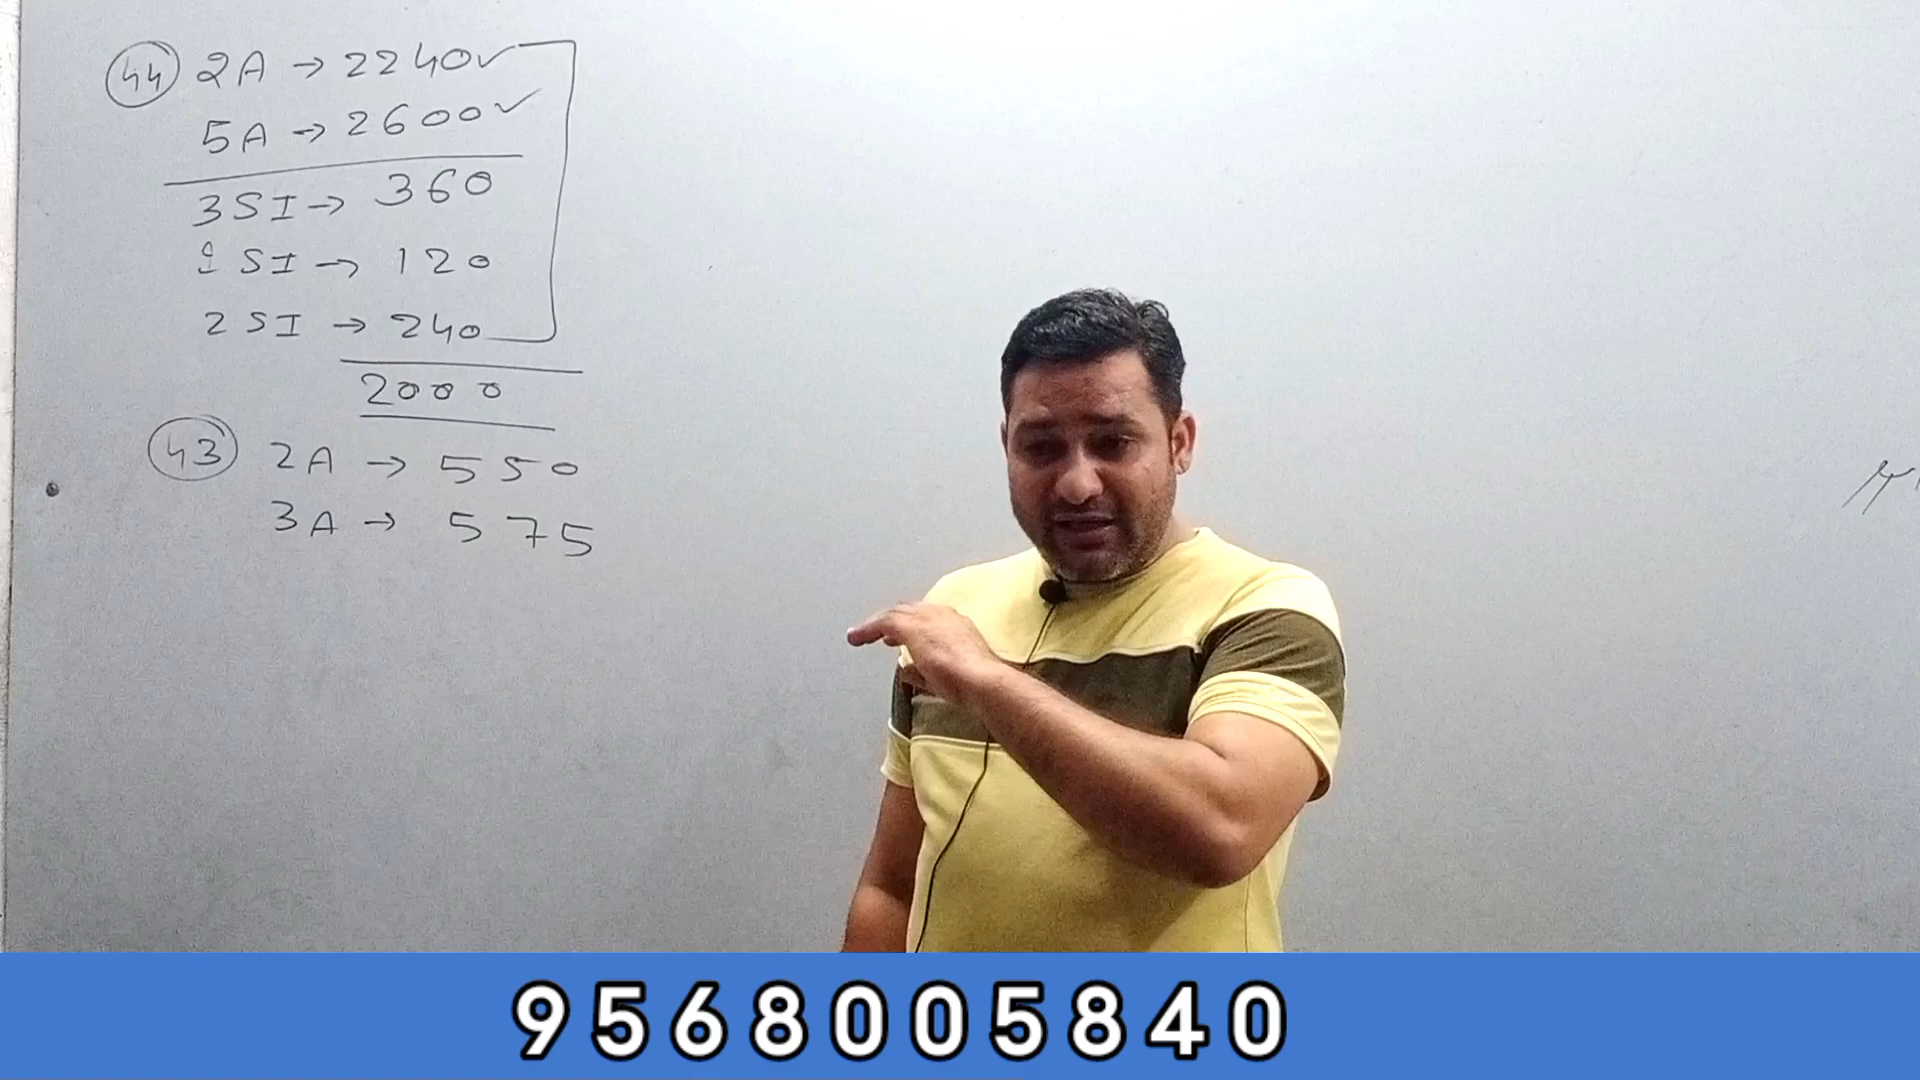 44 2A → 2240✓
5A → 2600✓
3SI → 360
1SI → 120
2SI → 240
2000
43 2A → 550
3A → 575
9568005840